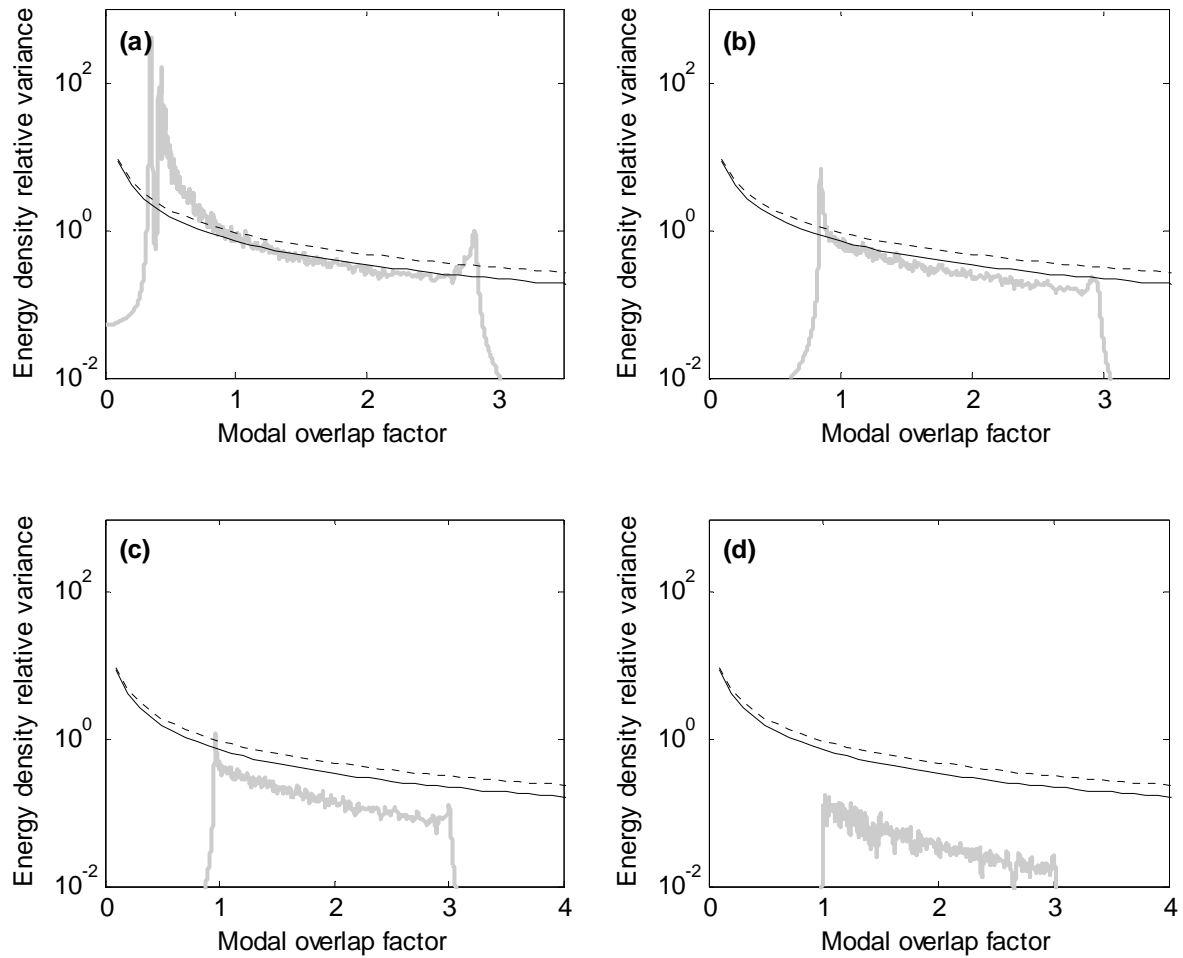 (a)
Energy density relative variance
10^2
10^0
10^-2
0 1 2 3
Modal overlap factor
(b)
Energy density relative variance
10^2
10^0
10^-2
0 1 2 3
Modal overlap factor
(c)
Energy density relative variance
10^2
10^0
10^-2
0 1 2 3 4
Modal overlap factor
(d)
Energy density relative variance
10^2
10^0
10^-2
0 1 2 3 4
Modal overlap factor